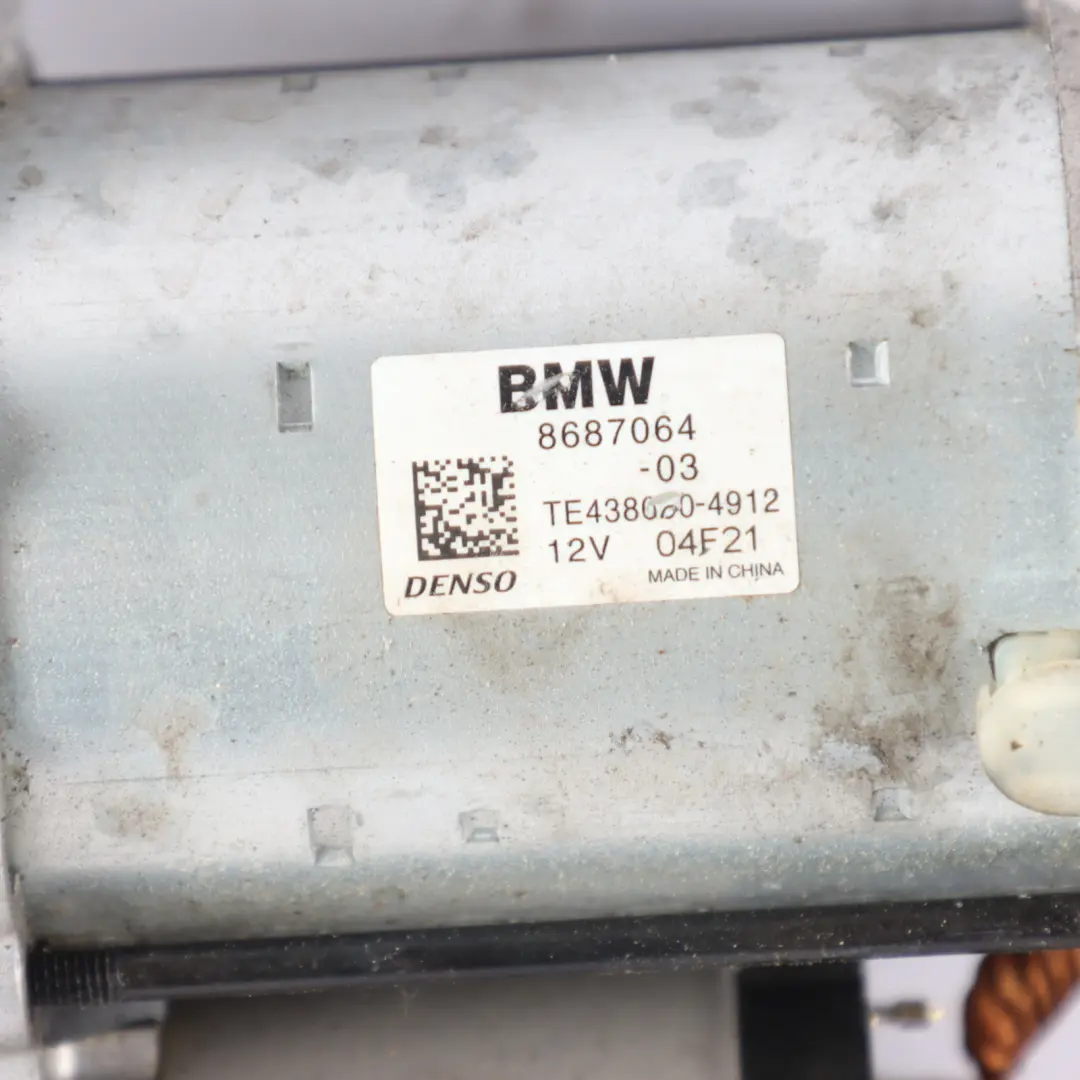 BMW
8687064
-03
12V 04F21
DENSO
MADE IN CHINA